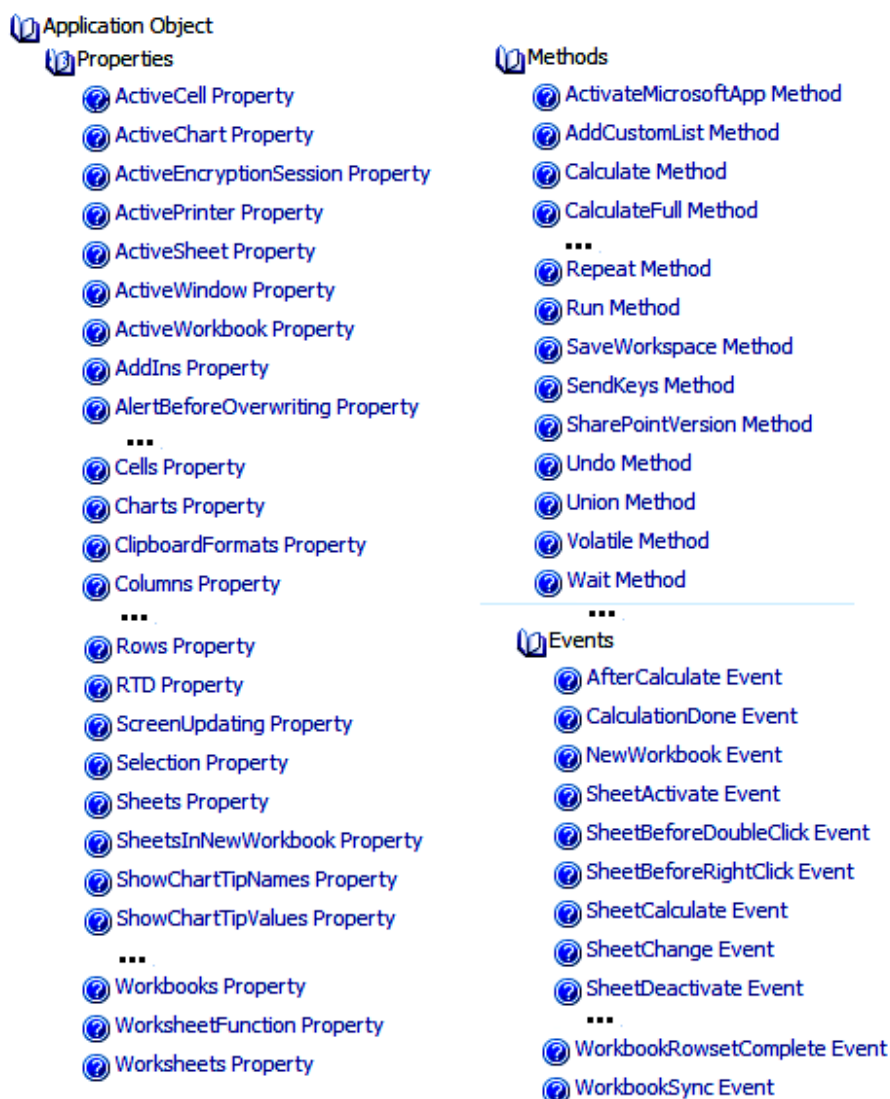 Application Object
Properties
ActiveCell Property
ActiveChart Property
ActiveEncryptionSession Property
ActivePrinter Property
ActiveSheet Property
ActiveWindow Property
ActiveWorkbook Property
AddIns Property
AlertBeforeOverwriting Property
...
Cells Property
Charts Property
ClipboardFormats Property
Columns Property
...
Rows Property
RTD Property
ScreenUpdating Property
Selection Property
Sheets Property
SheetsInNewWorkbook Property
ShowChartTipNames Property
ShowChartTipValues Property
...
Workbooks Property
WorksheetFunction Property
Worksheets Property
Methods
ActivateMicrosoftApp Method
AddCustomList Method
Calculate Method
CalculateFull Method
...
Repeat Method
Run Method
SaveWorkspace Method
SendKeys Method
SharePointVersion Method
Undo Method
Union Method
Volatile Method
Wait Method
...
Events
AfterCalculate Event
CalculationDone Event
NewWorkbook Event
SheetActivate Event
SheetBeforeDoubleClick Event
SheetBeforeRightClick Event
SheetCalculate Event
SheetChange Event
SheetDeactivate Event
...
WorkbookRowsetComplete Event
WorkbookSync Event